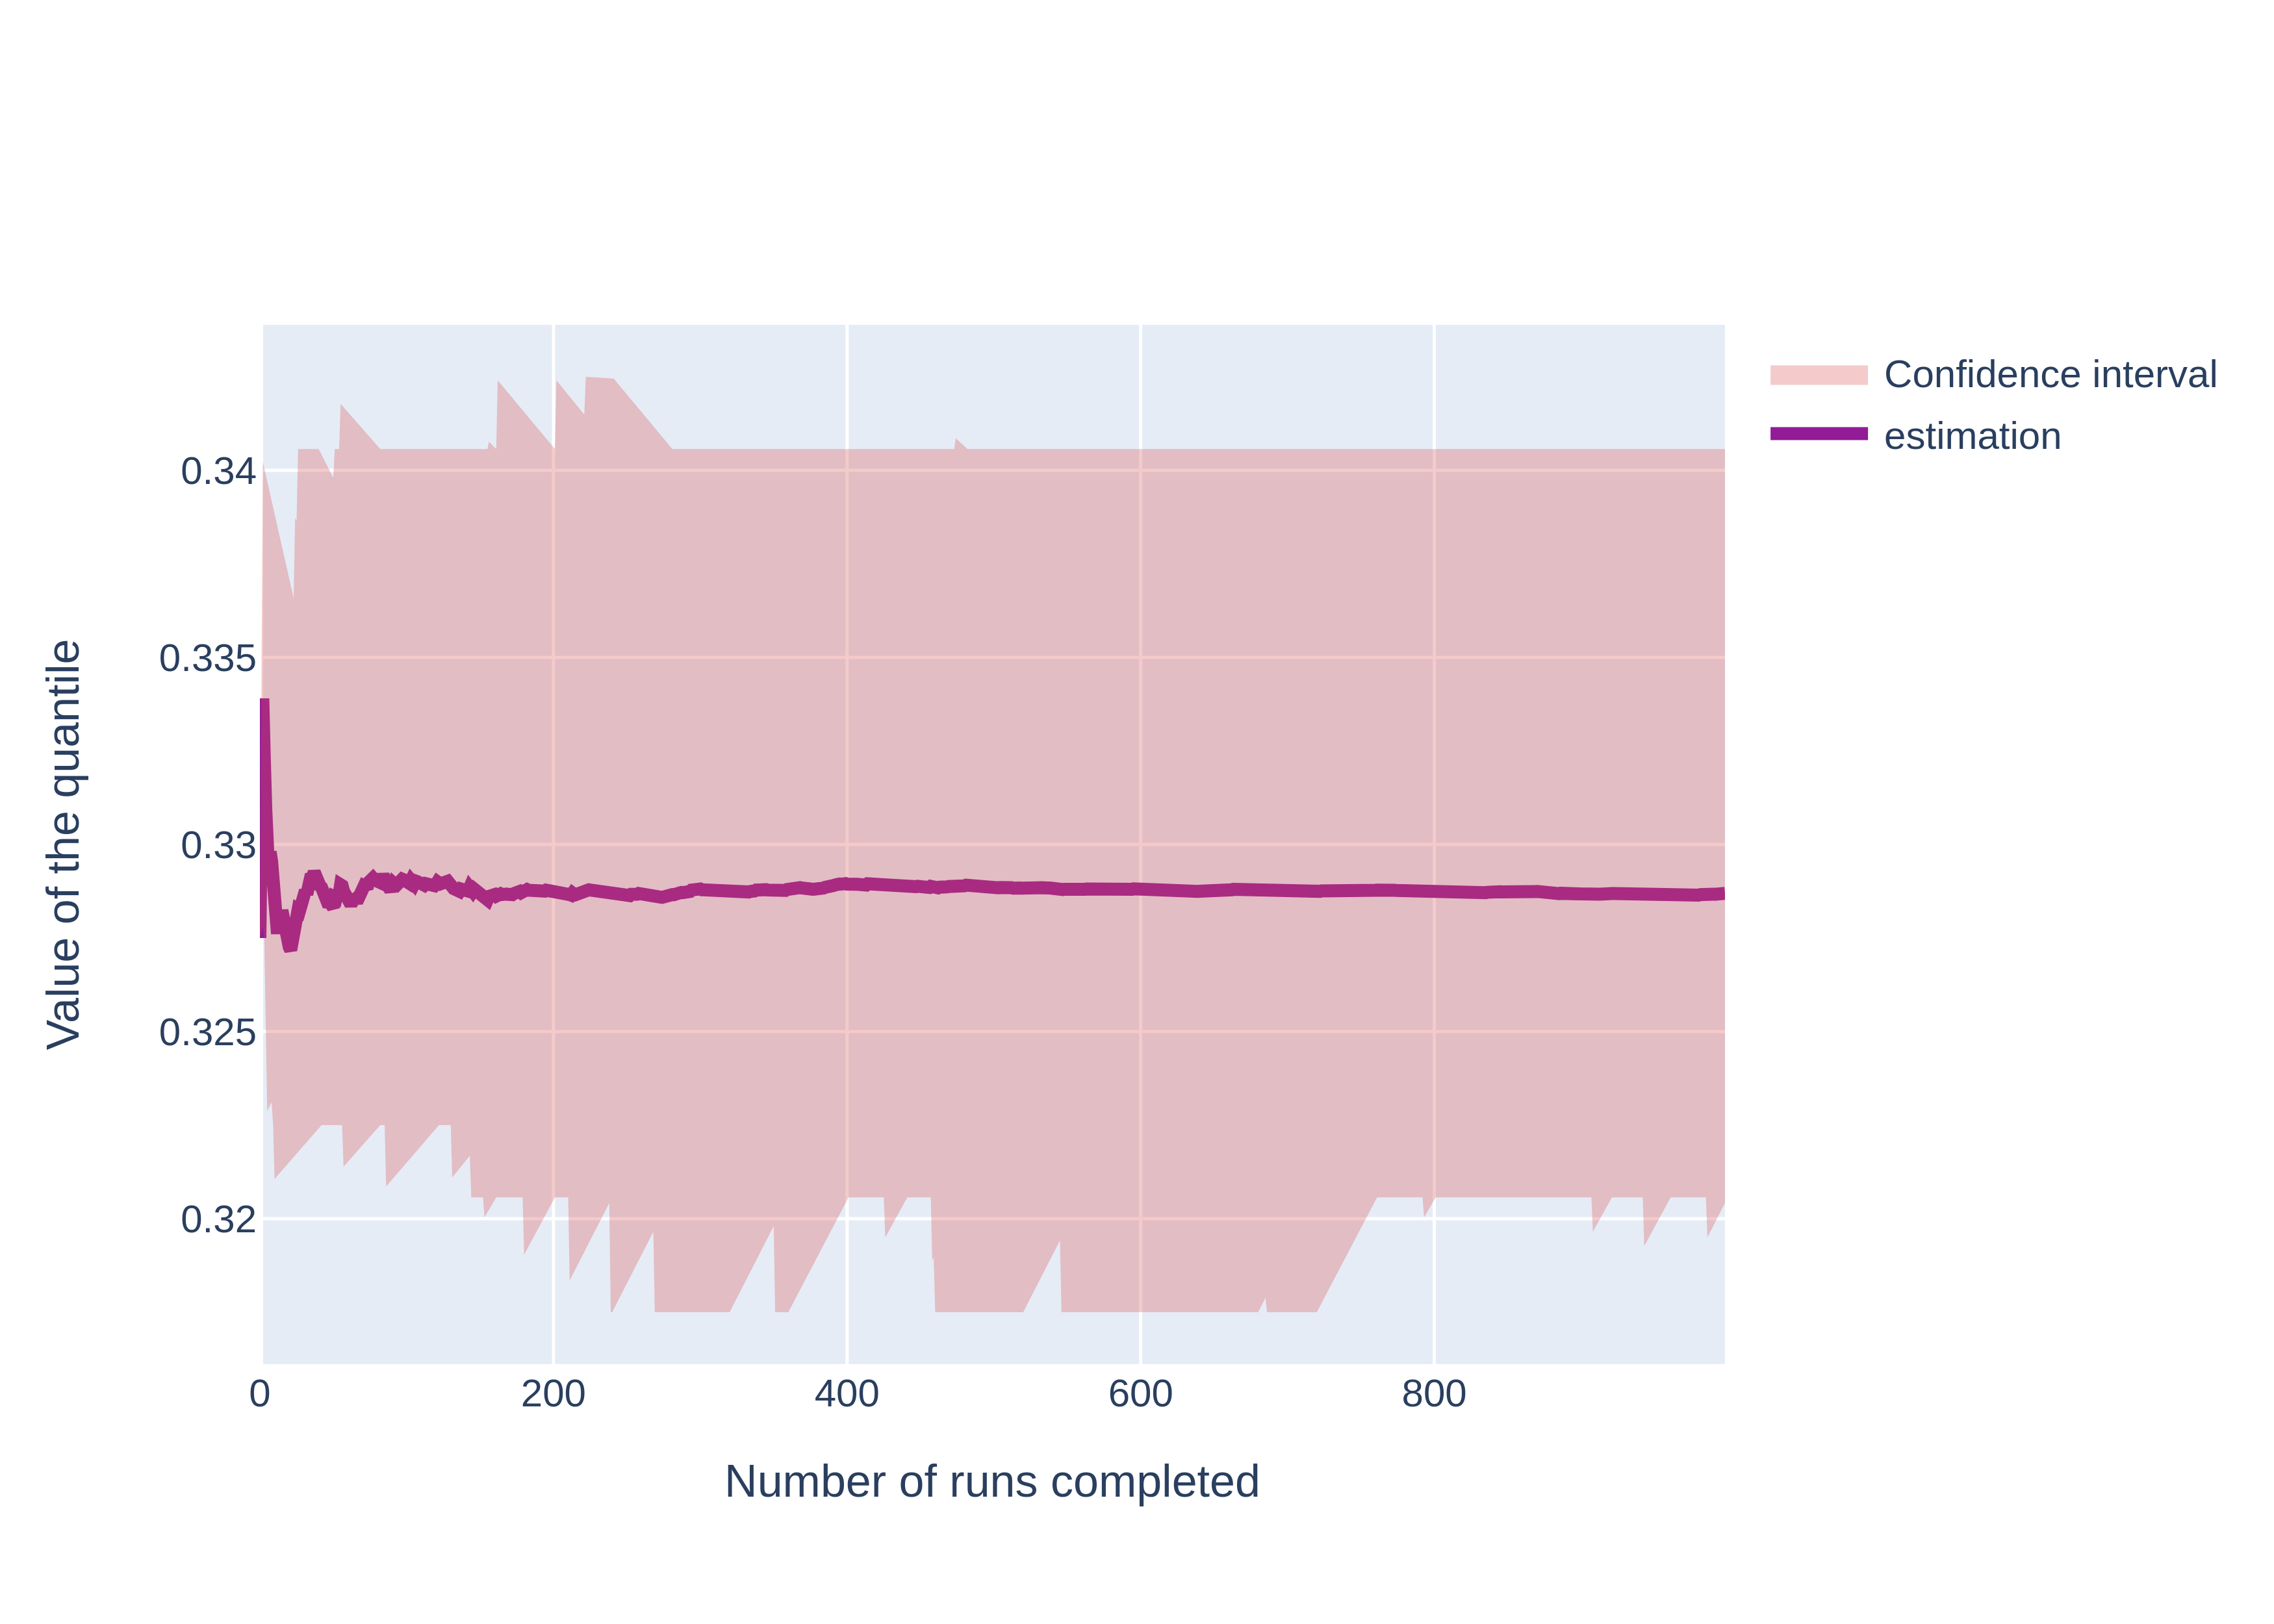 Confidence interval
estimation
0.34
0.335
0.33
0.325
0.32
Value of the quantile
0 200 400 600 800
Number of runs completed